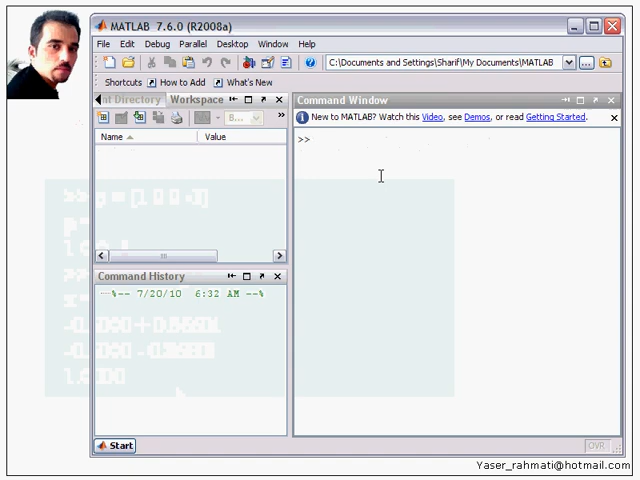 MATLAB 7.6.0 (R2008a)
File Edit Debug Parallel Desktop Window Help
C:\Documents and Settings\Sharif\My Documents\MATLAB
Shortcuts How to Add What's New
nt Directory Workspace
Command Window
New to MATLAB? Watch this Video, see Demos, or read Getting Started.
B...
Name Value
>>
Command History
%-- 7/20/10 6:32 AM --%
Start
OVR
Yaser_rahmati@hotmail.com